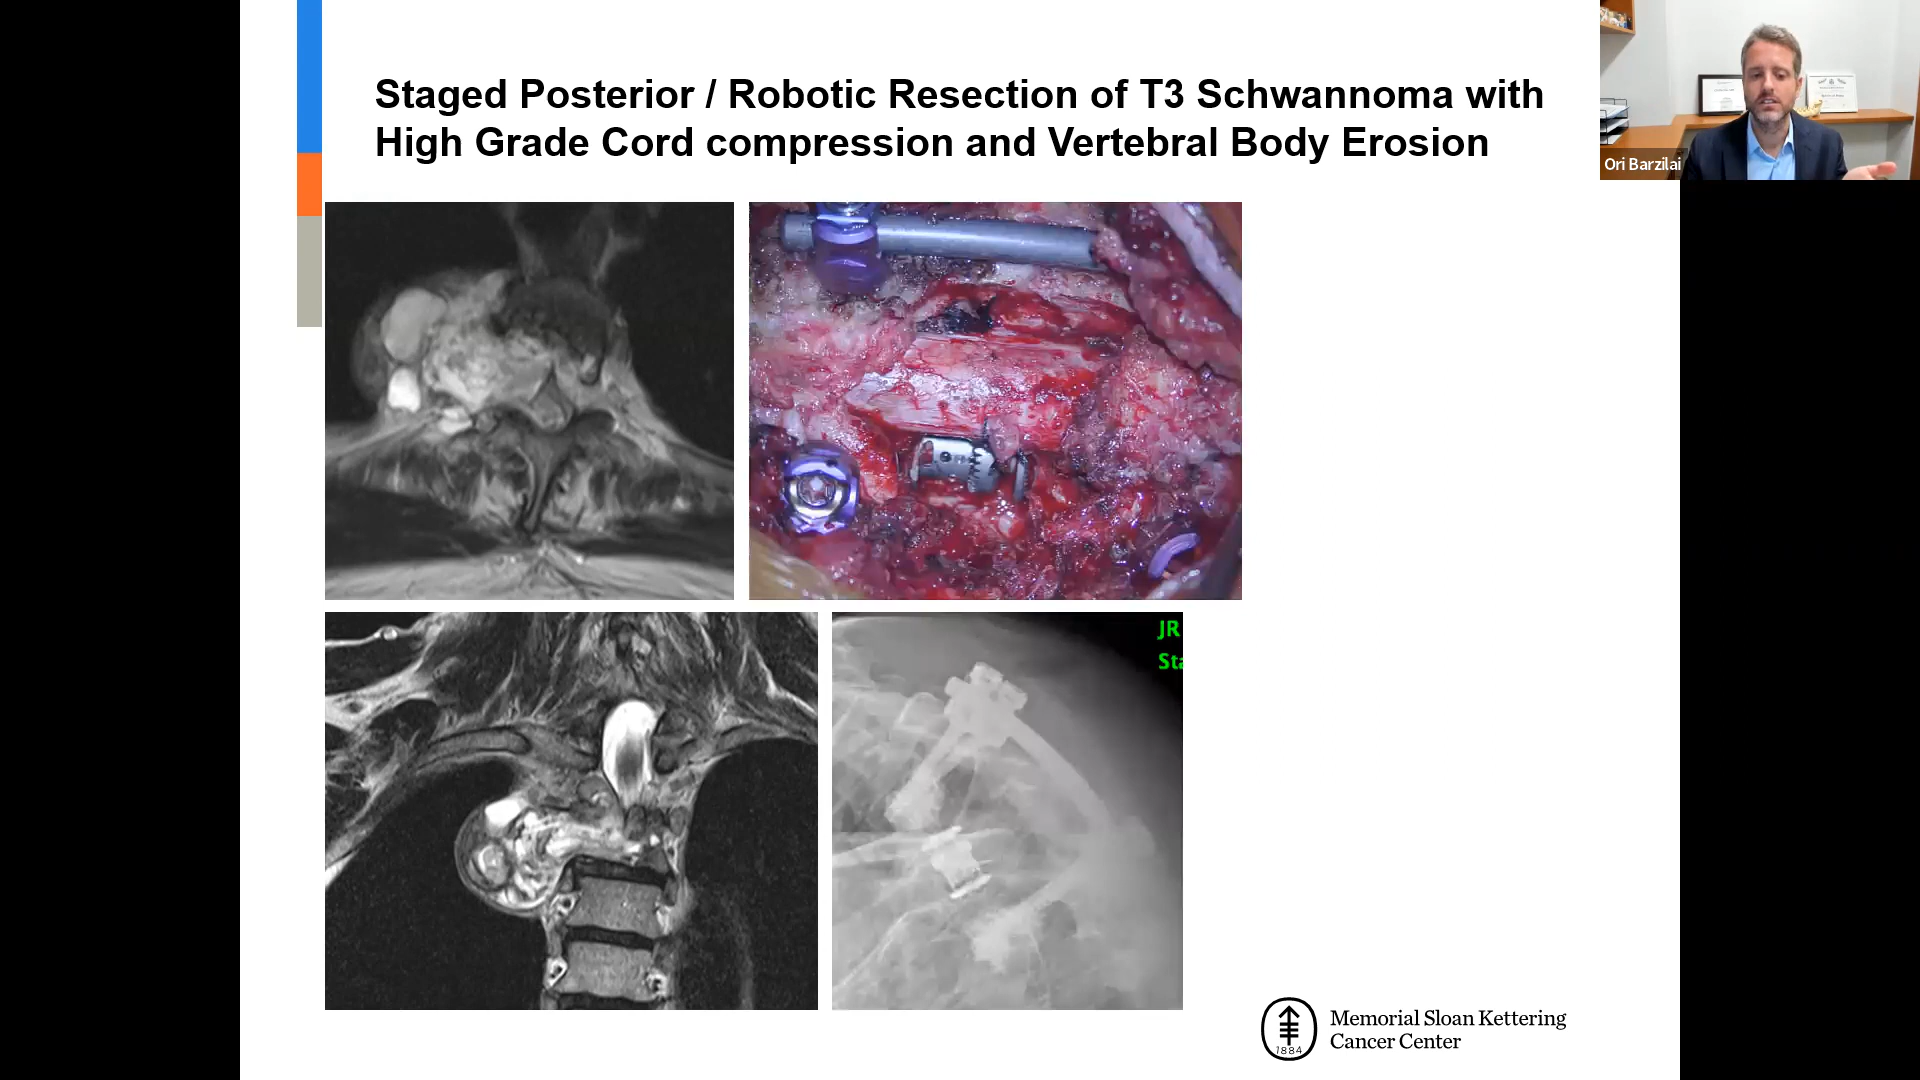 Staged Posterior / Robotic Resection of T3 Schwannoma with
High Grade Cord compression and Vertebral Body Erosion
Ori Barzilai
JR
Sta
1884
Memorial Sloan Kettering
Cancer Center